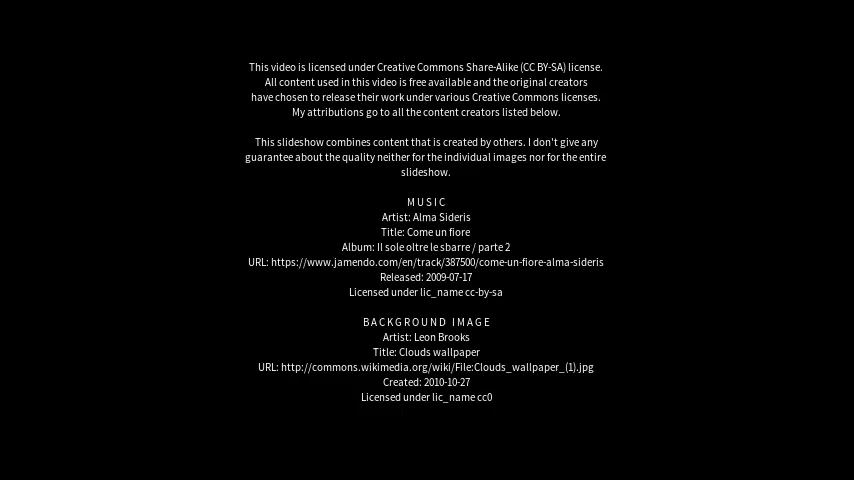 This video is licensed under Creative Commons Share-Alike (CC BY-SA) license.
All content used in this video is free available and the original creators
have chosen to release their work under various Creative Commons licenses.
My attributions go to all the content creators listed below.
This slideshow combines content that is created by others. I don't give any
guarantee about the quality neither for the individual images nor for the entire
slideshow.
MUSIC
Artist: Alma Sideris
Title: Come un fiore
Album: Il sole oltre le sbarre / parte 2
URL: https://www.jamendo.com/en/track/387500/come-un-fiore-alma-sideris
Released: 2009-07-17
Licensed under lic_name cc-by-sa
BACKGROUND IMAGE
Artist: Leon Brooks
Title: Clouds wallpaper
URL: http://commons.wikimedia.org/wiki/File:Clouds_wallpaper_(1).jpg
Created: 2010-10-27
Licensed under lic_name cc0